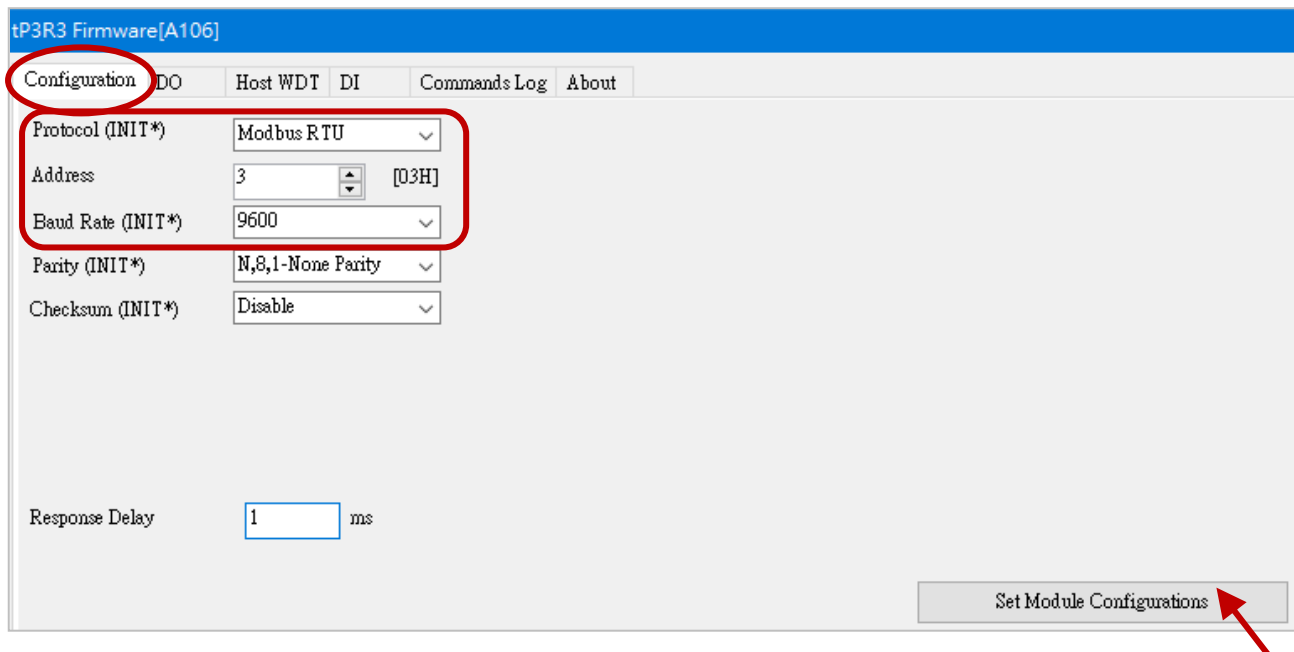 tP3R3 Firmware[A106]
Configuration DO Host WDT DI Commands Log About
Protocol (INIT*) Modbus RTU
Address 3 [03H]
Baud Rate (INIT*) 9600
Parity (INIT*) N,8,1-None Parity
Checksum (INIT*) Disable
Response Delay 1 ms
Set Module Configurations